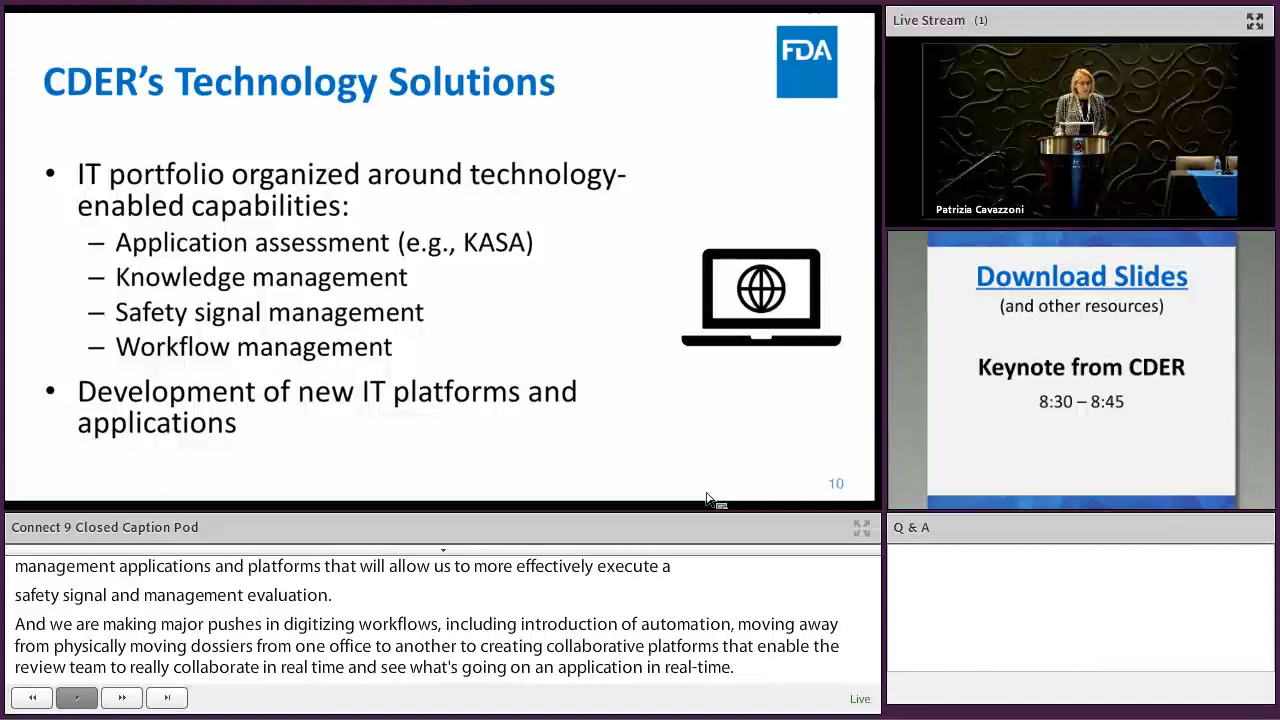 FDA
CDER's Technology Solutions
• IT portfolio organized around technology-
enabled capabilities:
– Application assessment (e.g., KASA)
– Knowledge management
– Safety signal management
– Workflow management
• Development of new IT platforms and
applications
10
Live Stream (1)
Patrizia Cavazzoni
Download Slides
(and other resources)
Keynote from CDER
8:30 – 8:45
Connect 9 Closed Caption Pod
management applications and platforms that will allow us to more effectively execute a
safety signal and management evaluation.
And we are making major pushes in digitizing workflows, including introduction of automation, moving away
from physically moving dossiers from one office to another to creating collaborative platforms that enable the
review team to really collaborate in real time and see what's going on an application in real-time.
Live
Q & A